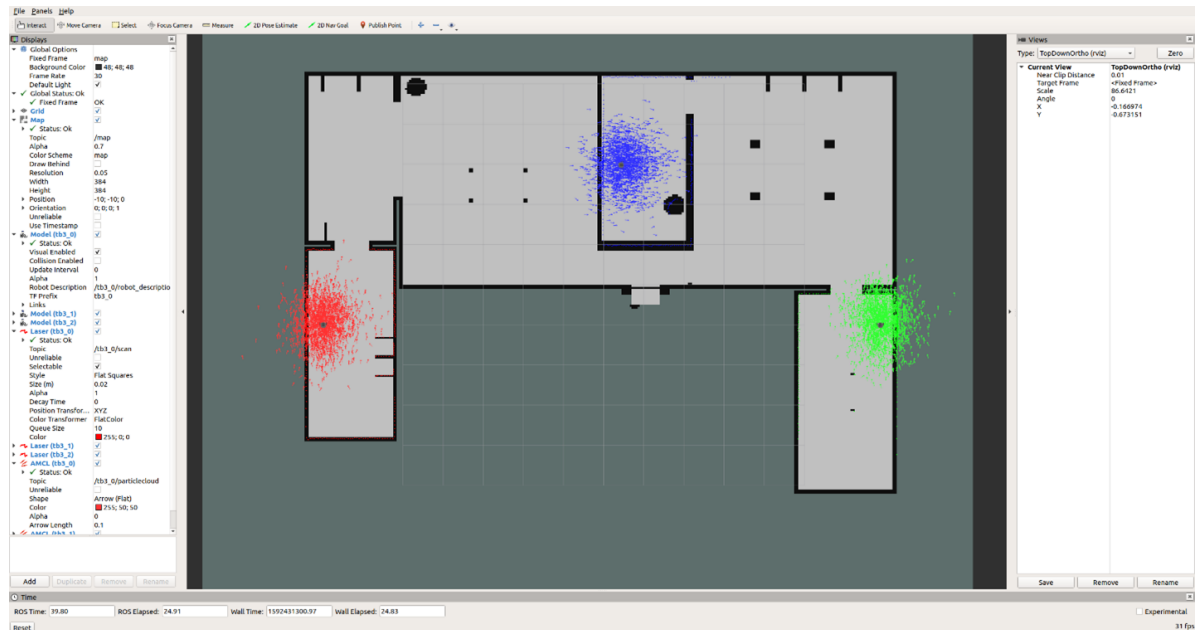 File Panels Help
Interact Move Camera Select Focus Camera Measure 2D Pose Estimate 2D Nav Goal Publish Point
Displays
Global Options
Fixed Frame map
Background Color 48; 48; 48
Frame Rate 30
Default Light
Global Status: Ok
Fixed Frame OK
Grid
Map
Status: Ok
Topic /map
Alpha 0.7
Color Scheme map
Draw Behind
Resolution 0.05
Width 384
Height 384
Position -10; -10; 0
Orientation 0; 0; 0; 1
Unreliable
Use Timestamp
Model (tb3_0)
Status: Ok
Visual Enabled
Collision Enabled
Update Interval 0
Alpha 1
Robot Description /tb3_0/robot_descriptio
TF Prefix tb3_0
Links
Model (tb3_1)
Model (tb3_2)
Laser (tb3_0)
Status: Ok
Topic /tb3_0/scan
Unreliable
Selectable
Style Flat Squares
Size (m) 0.02
Alpha 1
Decay Time 0
Position Transfor... XYZ
Color Transformer FlatColor
Queue Size 10
Color 255; 0; 0
Laser (tb3_1)
Laser (tb3_2)
AMCL (tb3_0)
Status: Ok
Topic /tb3_0/particlecloud
Unreliable
Shape Arrow (Flat)
Color 255; 50; 50
Alpha 0
Arrow Length 0.1
AMCL (tb3_1)
Add Duplicate Remove Rename
Views
Type: TopDownOrtho (rviz) Zero
Current View TopDownOrtho (rviz)
Near Clip Distance 0.01
Target Frame <Fixed Frame>
Scale 86.6421
Angle 0
X -0.166974
Y -0.673151
Save Remove Rename
Time
ROS Time: 39.80 ROS Elapsed: 24.91 Wall Time: 1592431300.97 Wall Elapsed: 24.83 Experimental
Reset 31 fps